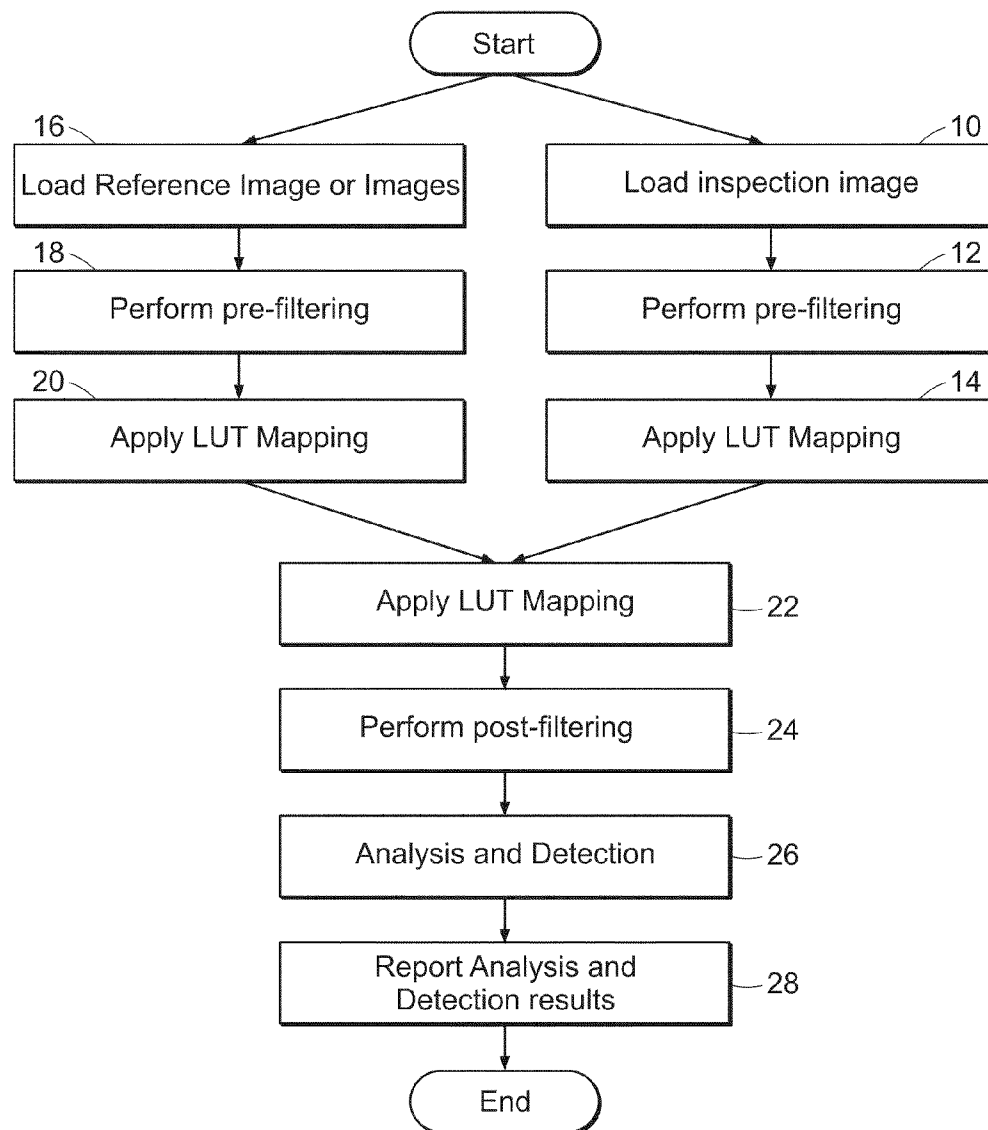 Start
16
Load Reference Image or Images
10
Load inspection image
18
Perform pre-filtering
12
Perform pre-filtering
20
Apply LUT Mapping
14
Apply LUT Mapping
Apply LUT Mapping
22
Perform post-filtering
24
Analysis and Detection
26
Report Analysis and
Detection results
28
End